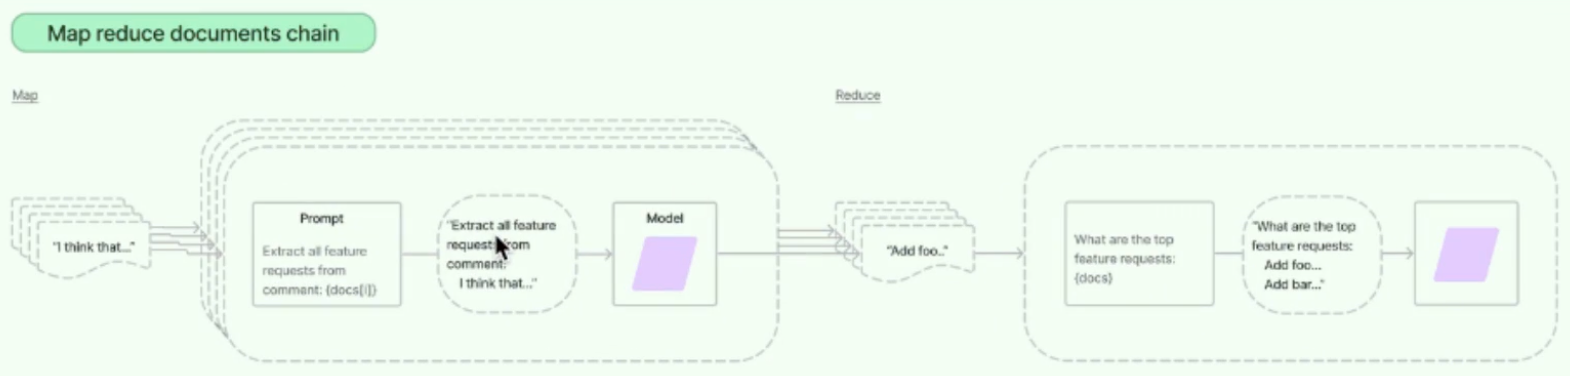 Map reduce documents chain
Map
Reduce
"I think that..."
Prompt
Extract all feature
requests from
comment: {docs[i]}
"Extract all feature
requests from
comment:
I think that..."
Model
"Add foo.."
What are the top
feature requests:
{docs}
"What are the top
feature requests:
Add foo...
Add bar..."